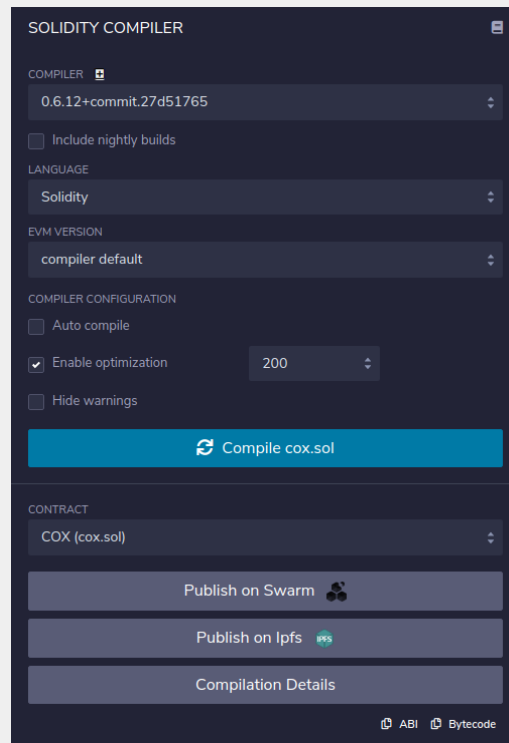 SOLIDITY COMPILER
COMPILER
0.6.12+commit.27d51765
Include nightly builds
LANGUAGE
Solidity
EVM VERSION
compiler default
COMPILER CONFIGURATION
Auto compile
Enable optimization 200
Hide warnings
Compile cox.sol
CONTRACT
COX (cox.sol)
Publish on Swarm
Publish on Ipfs IPFS
Compilation Details
ABI Bytecode